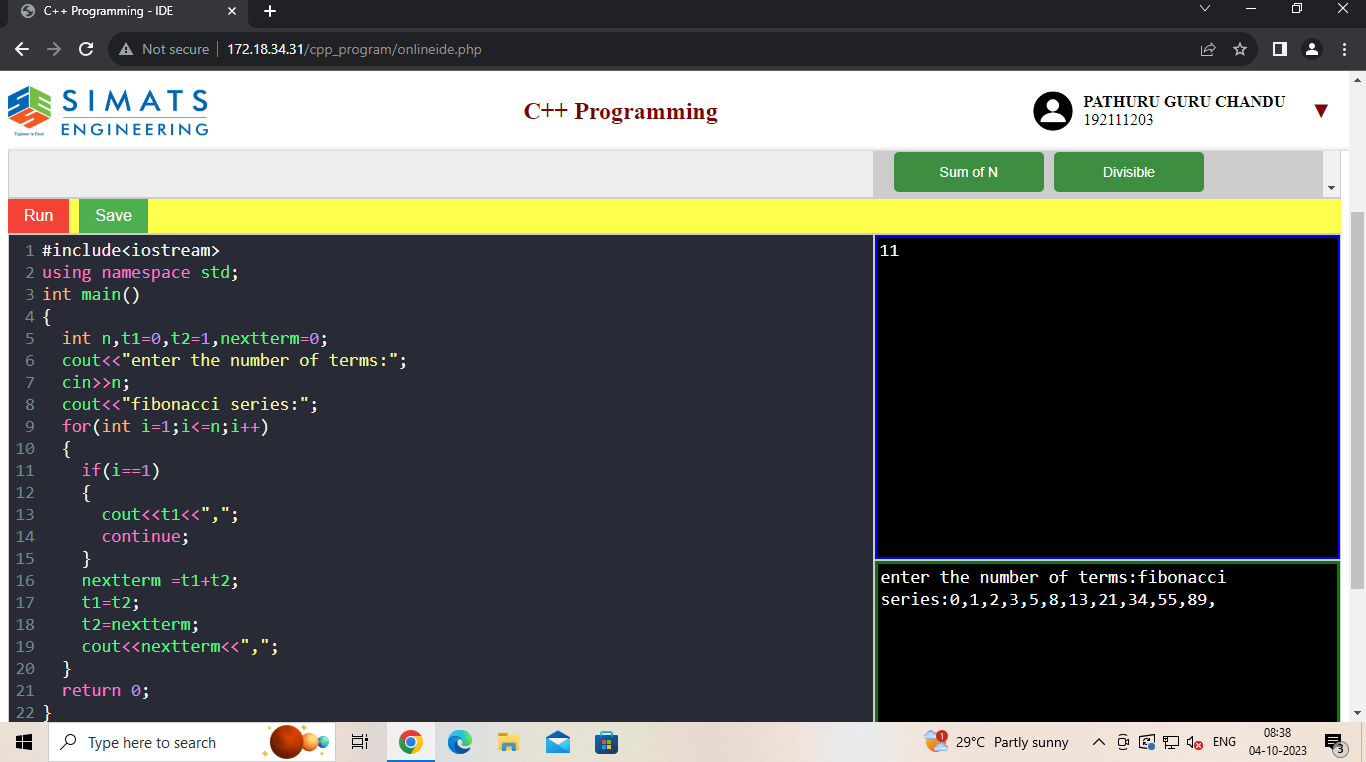 C++ Programming - IDE
Not secure | 172.18.34.31/cpp_program/onlineide.php
SIMATS
ENGINEERING
Engineer to Excel
C++ Programming
PATHURU GURU CHANDU
192111203
Sum of N
Divisible
Run
Save
1 #include<iostream>
2 using namespace std;
3 int main()
4 {
5 int n,t1=0,t2=1,nextterm=0;
6 cout<<"enter the number of terms:";
7 cin>>n;
8 cout<<"fibonacci series:";
9 for(int i=1;i<=n;i++)
10 {
11 if(i==1)
12 {
13 cout<<t1<<",";
14 continue;
15 }
16 nextterm =t1+t2;
17 t1=t2;
18 t2=nextterm;
19 cout<<nextterm<<",";
20 }
21 return 0;
22 }
11
enter the number of terms:fibonacci
series:0,1,2,3,5,8,13,21,34,55,89,
Type here to search
1
29°C Partly sunny
ENG
08:38
04-10-2023
3